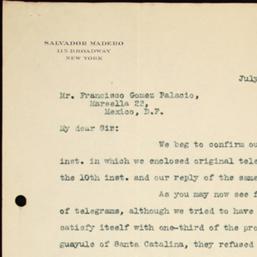 SALVADOR MADERO
115 BROADWAY
NEW YORK
July
Mr. Francisco Gomez Palacio,
Marsella 22,
Mexico, D.F.
My dear Sir:
We beg to confirm ou
inst. in which we enclosed original tele
the 10th inst. and our reply of the same
As you may now see f
of telegrams, although we tried to have
satisfy itself with one-third of the pro
guayule of Santa Catalina, they refused